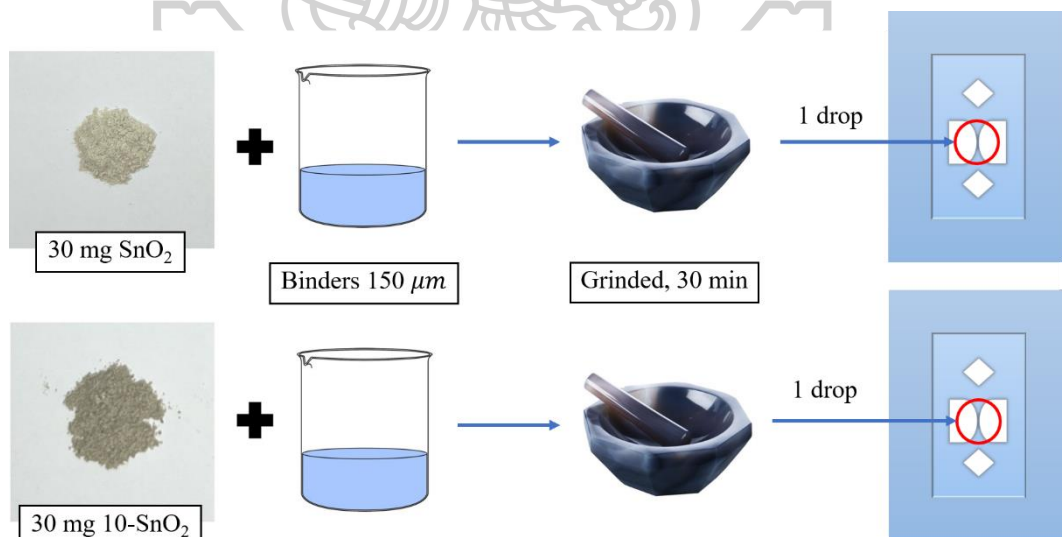 1 drop
30 mg SnO₂
Binders 150 μm
Grinded, 30 min
1 drop
30 mg 10-SnO₂